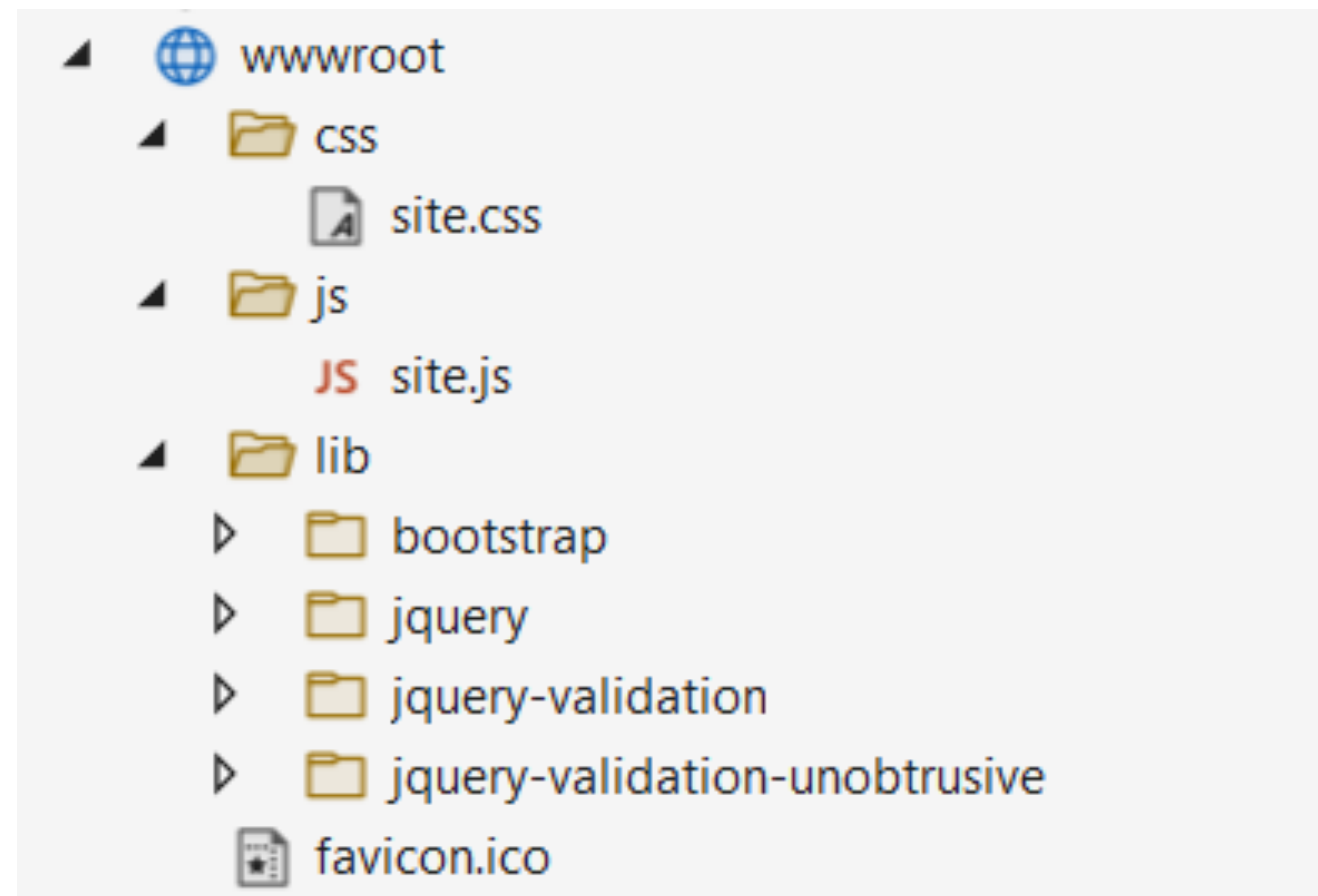 wwwroot
css
site.css
js
JS site.js
lib
bootstrap
jquery
jquery-validation
jquery-validation-unobtrusive
favicon.ico